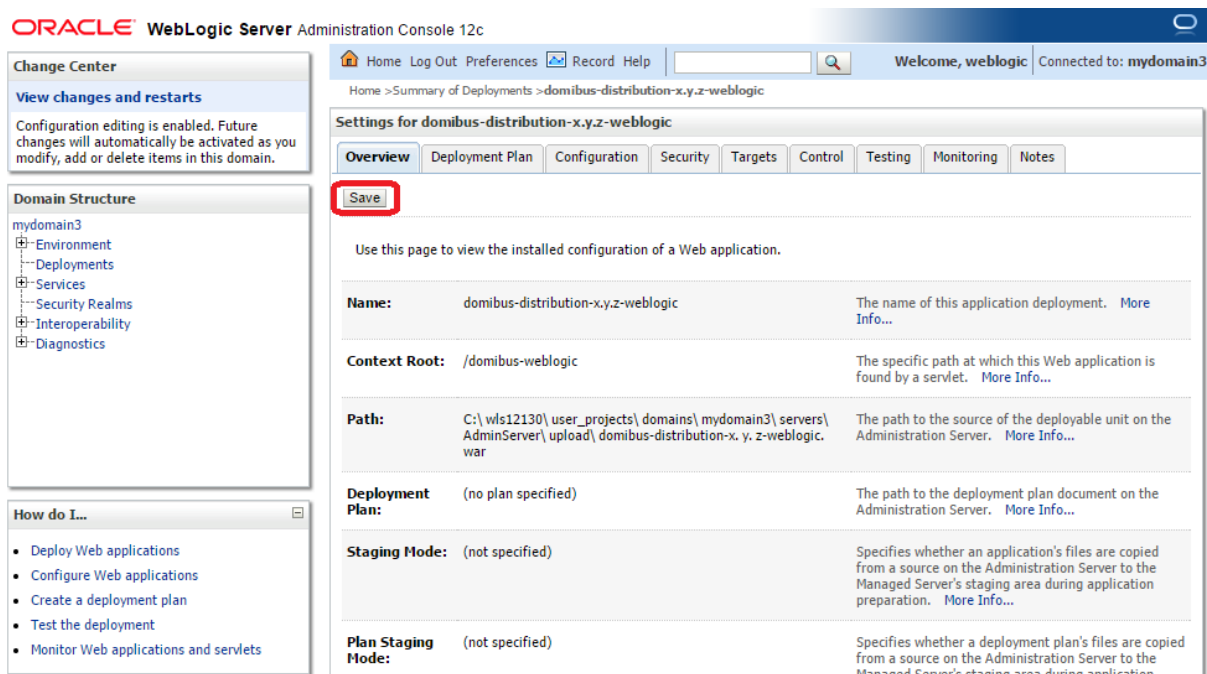 ORACLE WebLogic Server Administration Console 12c
Change Center
View changes and restarts
Configuration editing is enabled. Future
changes will automatically be activated as you
modify, add or delete items in this domain.
Domain Structure
mydomain3
Environment
Deployments
Services
Security Realms
Interoperability
Diagnostics
How do I...
Deploy Web applications
Configure Web applications
Create a deployment plan
Test the deployment
Monitor Web applications and servlets
Home Log Out Preferences Record Help
Welcome, weblogic Connected to: mydomain3
Home >Summary of Deployments >domibus-distribution-x.y.z-weblogic
Settings for domibus-distribution-x.y.z-weblogic
Overview Deployment Plan Configuration Security Targets Control Testing Monitoring Notes
Save
Use this page to view the installed configuration of a Web application.
Name: domibus-distribution-x.y.z-weblogic The name of this application deployment. More
Info...
Context Root: /domibus-weblogic The specific path at which this Web application is
found by a servlet. More Info...
Path: C:\ wls12130\ user_projects\ domains\ mydomain3\ servers\ The path to the source of the deployable unit on the
AdminServer\ upload\ domibus-distribution-x. y. z-weblogic. Administration Server. More Info...
war
Deployment (no plan specified) The path to the deployment plan document on the
Plan: Administration Server. More Info...
Staging Mode: (not specified) Specifies whether an application's files are copied
from a source on the Administration Server to the
Managed Server's staging area during application
preparation. More Info...
Plan Staging (not specified) Specifies whether a deployment plan's files are copied
Mode: from a source on the Administration Server to the
Managed Server's staging area during application